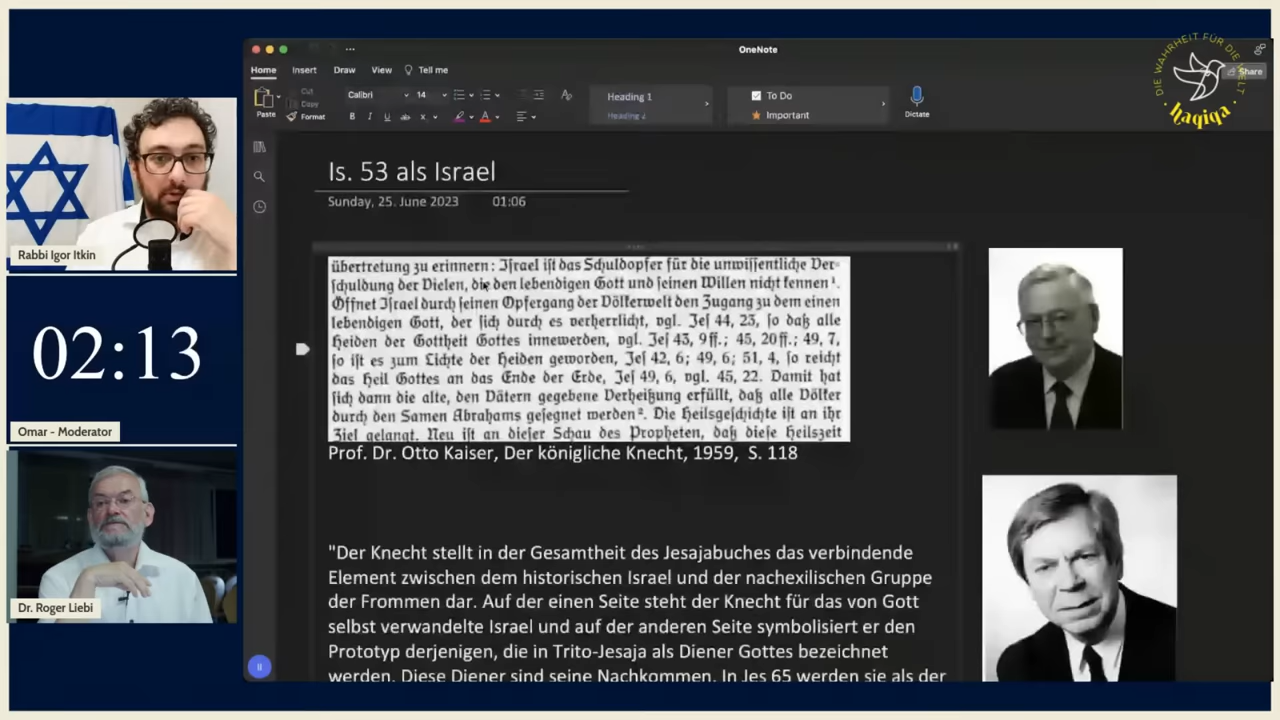 OneNote
Home Insert Draw View Tell me
Share
Paste
Cut
Copy
Format
Calibri 14
B I U ab x
A
Heading 1
Heading 2
To Do
Important
Dictate
DIE WAHRHEIT FÜR DIE WELT
haqiqa
Rabbi Igor Itkin
02:13
Omar - Moderator
Dr. Roger Liebi
Is. 53 als Israel
Sunday, 25. June 2023 01:06
übertretung zu erinnern: Israel ist das Schuldopfer für die unwissentliche Ver-
schuldung der Vielen, die den lebendigen Gott und seinen Willen nicht kennen¹.
Öffnet Israel durch seinen Opfergang der Völkerwelt den Zugang zu dem einen
lebendigen Gott, der sich durch es verherrlicht, vgl. Jes 44, 23, so daß alle
Heiden der Gottheit Gottes innewerden, vgl. Jes 43, 9ff.; 45, 20ff.; 49, 7,
so ist es zum Lichte der Heiden geworden, Jes 42, 6; 49, 6; 51, 4, so reicht
das Heil Gottes an das Ende der Erde, Jes 49, 6, vgl. 45, 22. Damit hat
sich dann die alte, den Vätern gegebene Verheißung erfüllt, daß alle Völker
durch den Samen Abrahams gesegnet werden². Die Heilsgeschichte ist an ihr
Ziel gelangt. Neu ist an dieser Schau des Propheten, daß diese Heilszeit
Prof. Dr. Otto Kaiser, Der königliche Knecht, 1959, S. 118
"Der Knecht stellt in der Gesamtheit des Jesajabuches das verbindende
Element zwischen dem historischen Israel und der nachexilischen Gruppe
der Frommen dar. Auf der einen Seite steht der Knecht für das von Gott
selbst verwandelte Israel und auf der anderen Seite symbolisiert er den
Prototyp derjenigen, die in Trito-Jesaja als Diener Gottes bezeichnet
werden. Diese Diener sind seine Nachkommen. In Jes 65 werden sie als der